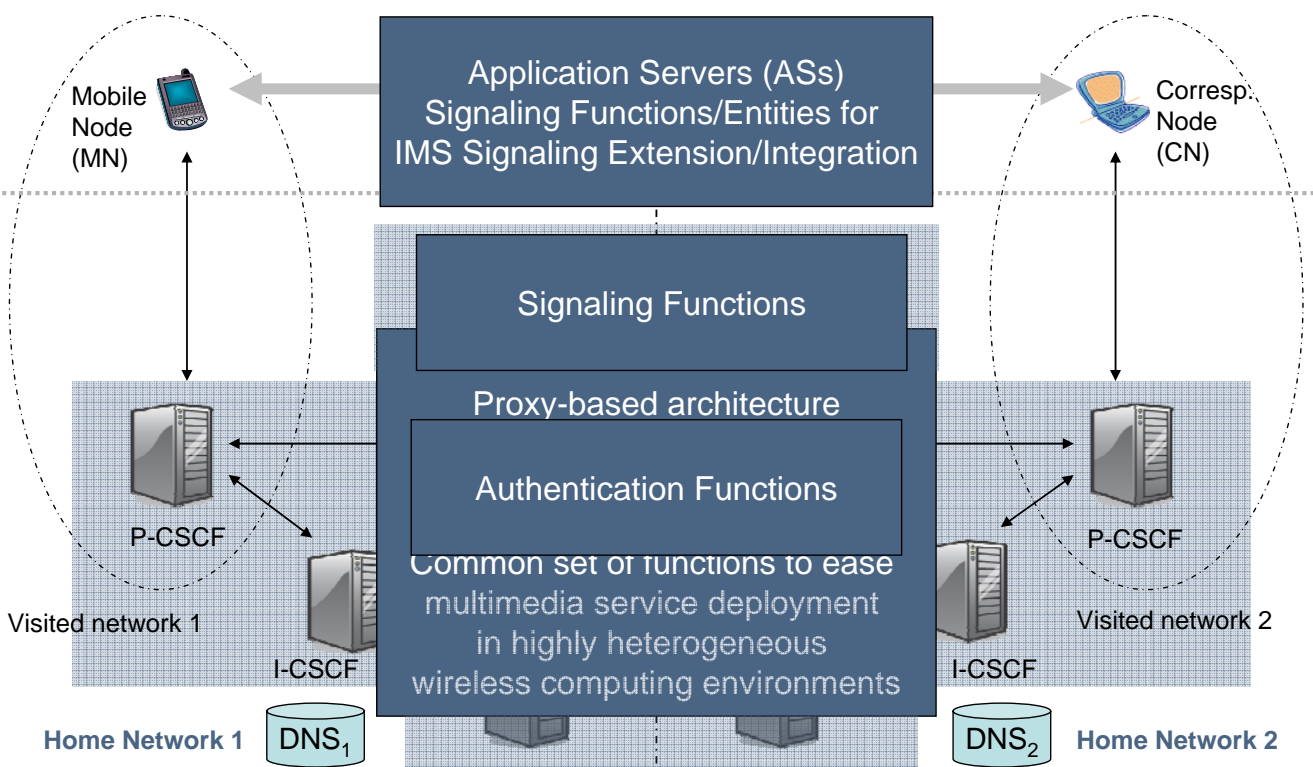 Application Servers (ASs)
Signaling Functions/Entities for
IMS Signaling Extension/Integration
Mobile
Node
(MN)
Corresp.
Node
(CN)
Signaling Functions
Proxy-based architecture
Authentication Functions
Common set of functions to ease
multimedia service deployment
in highly heterogeneous
wireless computing environments
P-CSCF
P-CSCF
Visited network 1
Visited network 2
I-CSCF
I-CSCF
Home Network 1
DNS1
DNS2
Home Network 2